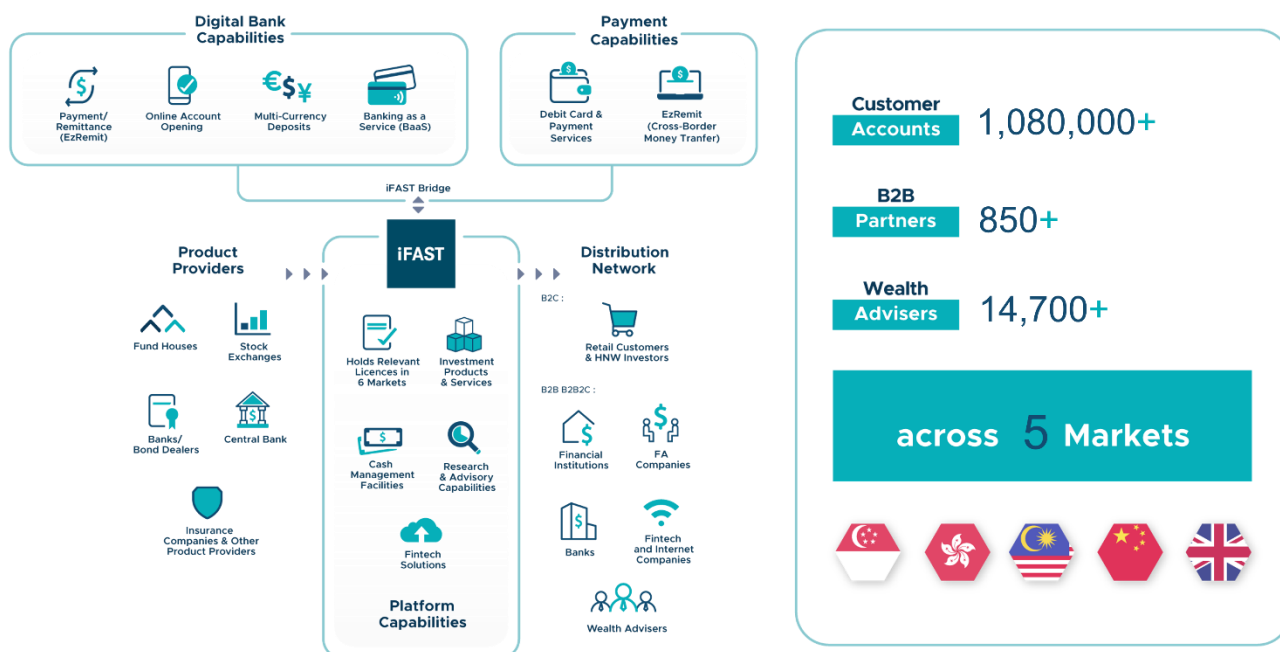 Digital Bank
Capabilities
Payment/
Remittance
(EzRemit)
Online Account
Opening
Multi-Currency
Deposits
Banking as a
Service (BaaS)
Payment
Capabilities
Debit Card &
Payment
Services
EzRemit
(Cross-Border
Money Tranfer)
iFAST Bridge
Product
Providers
Fund Houses
Stock
Exchanges
Banks/
Bond Dealers
Central Bank
Insurance
Companies & Other
Product Providers
iFAST
Holds Relevant
Licences in
6 Markets
Investment
Products
& Services
Cash
Management
Facilities
Research
& Advisory
Capabilities
Fintech
Solutions
Platform
Capabilities
Distribution
Network
B2C :
Retail Customers
& HNW Investors
B2B B2B2C :
Financial
Institutions
FA
Companies
Banks
Fintech
and Internet
Companies
Wealth Advisers
Customer
Accounts 1,080,000+
B2B
Partners 850+
Wealth
Advisers 14,700+
across 5 Markets